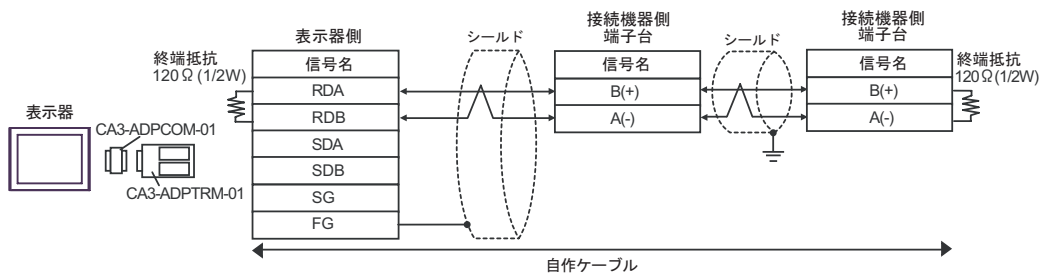 表示器
CA3-ADPCOM-01
CA3-ADPTRM-01
終端抵抗
120Ω(1/2W)
表示器側
信号名
RDA
RDB
SDA
SDB
SG
FG
シールド
接続機器側
端子台
信号名
B(+)
A(-)
シールド
接続機器側
端子台
信号名
B(+)
A(-)
終端抵抗
120Ω(1/2W)
自作ケーブル